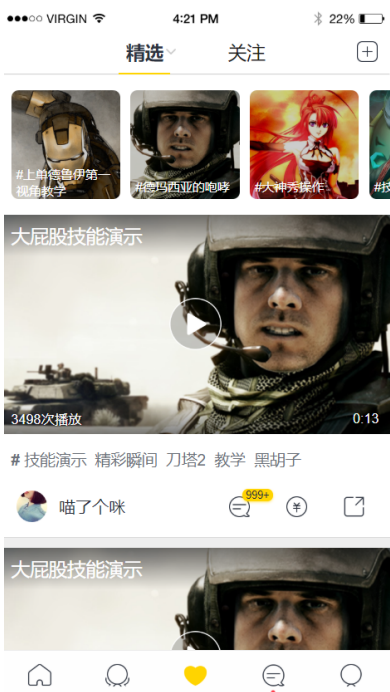 VIRGIN 4:21 PM 22%
精选 关注
#上单德鲁伊第一
视角教学
#德玛西亚的咆哮
#大神秀操作
#技
大屁股技能演示
3498次播放 0:13
# 技能演示 精彩瞬间 刀塔2 教学 黑胡子
喵了个咪 999+ ¥
大屁股技能演示